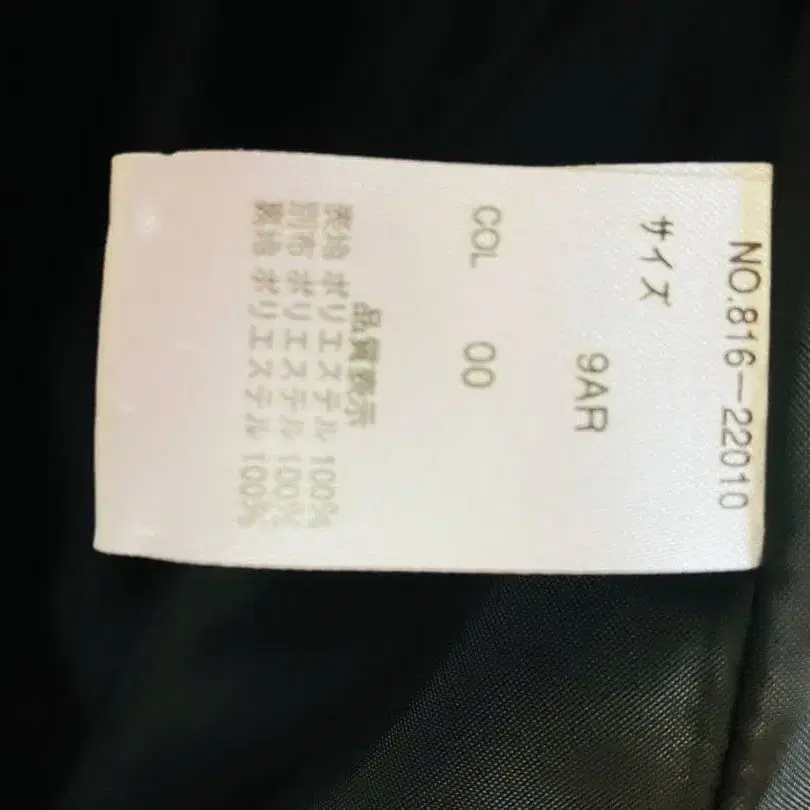 NO.816-22010
サイズ
9AR
COL 00
品質表示
表地 ポリエステル 100%
別布 ポリエステル 100%
裏地 ポリエステル 100%